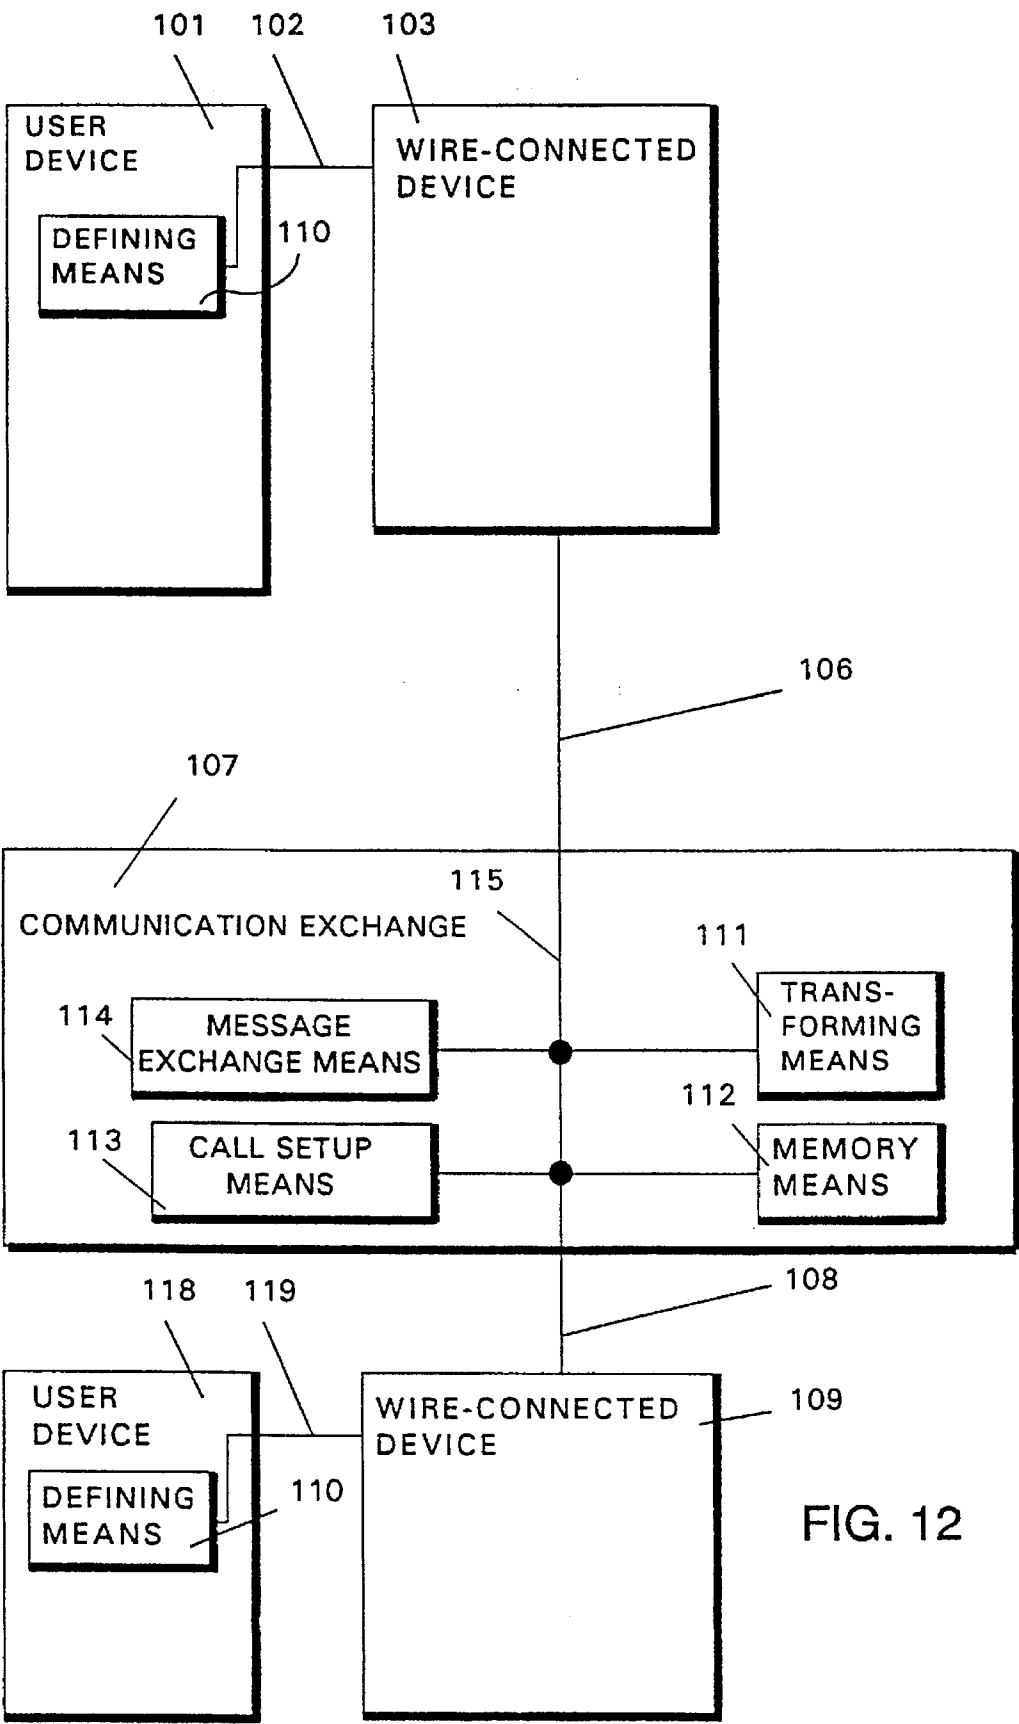 101 102 103
USER
DEVICE
WIRE-CONNECTED
DEVICE
DEFINING
MEANS
110
106
107
115
COMMUNICATION EXCHANGE
111
114
MESSAGE
EXCHANGE MEANS
TRANS-
FORMING
MEANS
112
113
CALL SETUP
MEANS
MEMORY
MEANS
118 119
108
USER
DEVICE
WIRE-CONNECTED
DEVICE
109
DEFINING
MEANS
110
FIG. 12